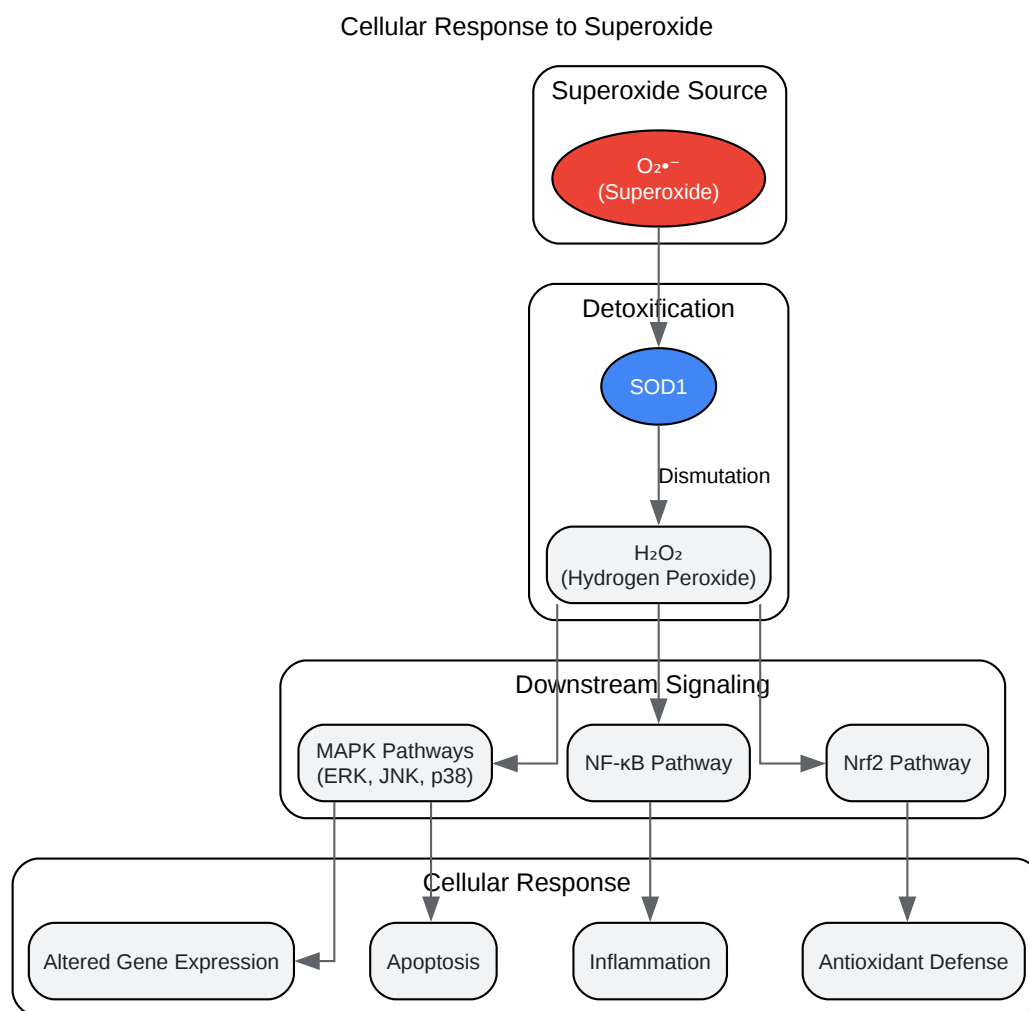 Cellular Response to Superoxide
Superoxide Source
O₂•⁻
(Superoxide)
Detoxification
SOD1
Dismutation
H₂O₂
(Hydrogen Peroxide)
Downstream Signaling
MAPK Pathways
(ERK, JNK, p38)
NF-κB Pathway
Nrf2 Pathway
Cellular Response
Altered Gene Expression
Apoptosis
Inflammation
Antioxidant Defense